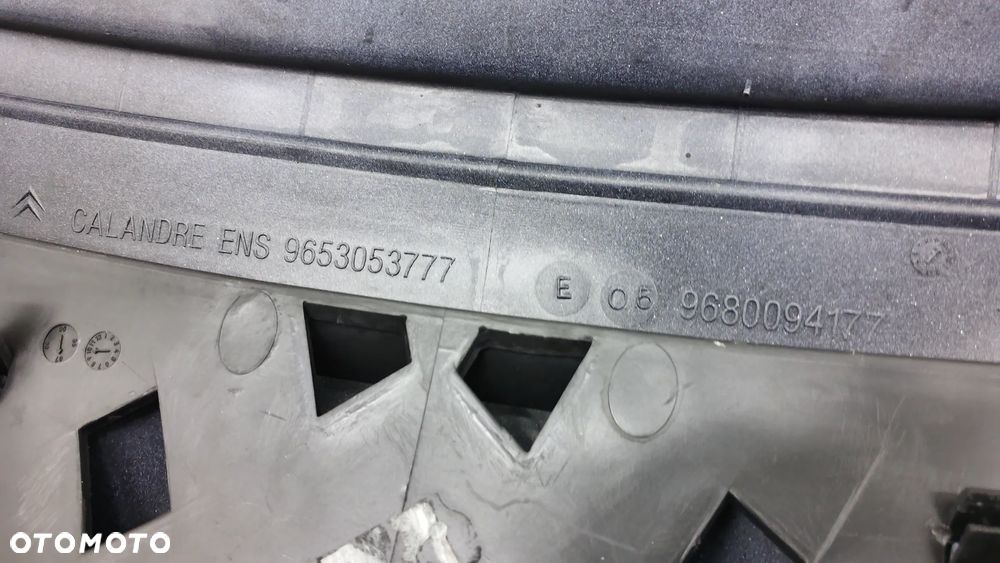 CALANDRE ENS 9653053777
E 05 9680094177
OTOMOTO